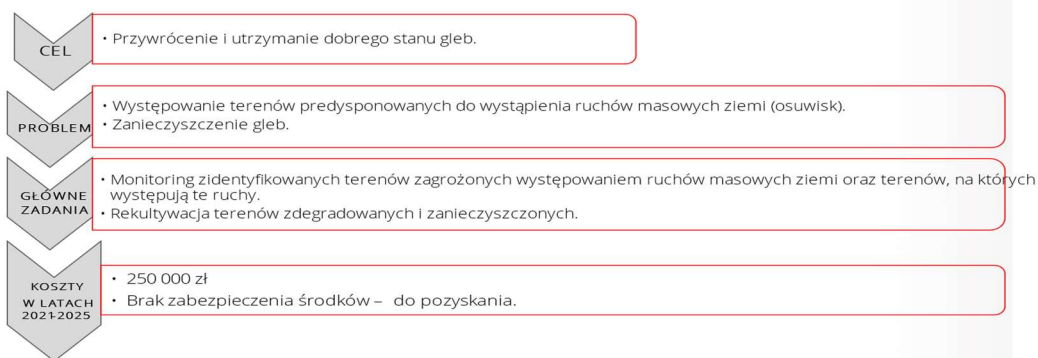 CEL
• Przywrócenie i utrzymanie dobrego stanu gleb.
PROBLEM
• Występowanie terenów predysponowanych do wystąpienia ruchów masowych ziemi (osuwisk).
• Zanieczyszczenie gleb.
GŁÓWNE
ZADANIA
• Monitoring zidentyfikowanych terenów zagrożonych występowaniem ruchów masowych ziemi oraz terenów, na których
występują te ruchy.
• Rekultywacja terenów zdegradowanych i zanieczyszczonych.
KOSZTY
W LATACH
2021-2025
• 250 000 zł
• Brak zabezpieczenia środków – do pozyskania.